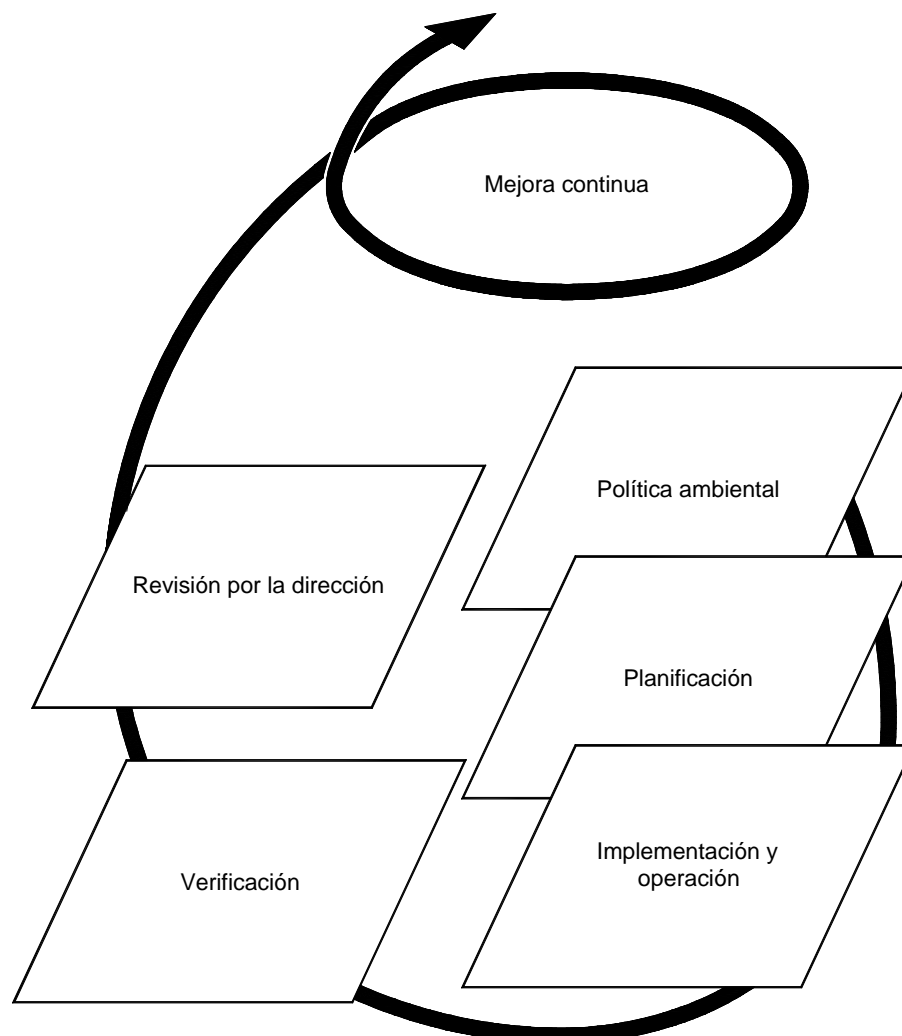 Mejora continua
Política ambiental
Revisión por la dirección
Planificación
Implementación y
operación
Verificación